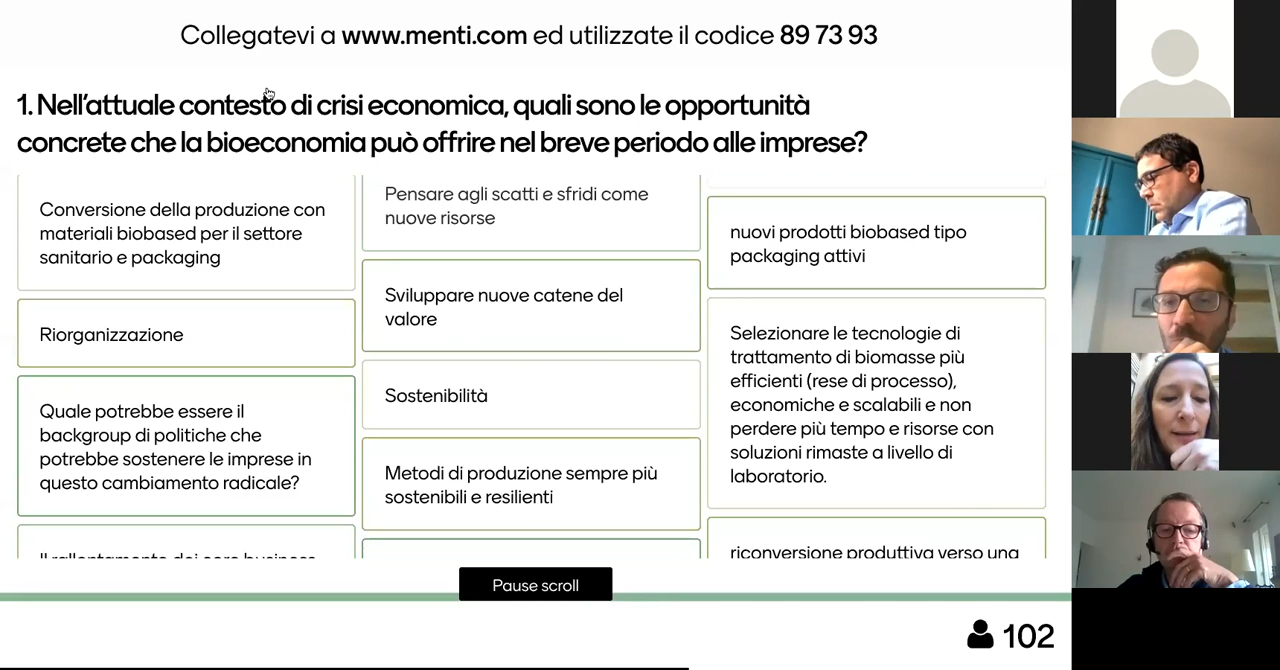 Collegatevi a www.menti.com ed utilizzate il codice 89 73 93
1. Nell'attuale contesto di crisi economica, quali sono le opportunità
concrete che la bioeconomia può offrire nel breve periodo alle imprese?
Conversione della produzione con
materiali biobased per il settore
sanitario e packaging
Riorganizzazione
Quale potrebbe essere il
backgroup di politiche che
potrebbe sostenere le imprese in
questo cambiamento radicale?
Il rallentamento dei core business
Pensare agli scatti e sfridi come
nuove risorse
Sviluppare nuove catene del
valore
Sostenibilità
Metodi di produzione sempre più
sostenibili e resilienti
nuovi prodotti biobased tipo
packaging attivi
Selezionare le tecnologie di
trattamento di biomasse più
efficienti (rese di processo),
economiche e scalabili e non
perdere più tempo e risorse con
soluzioni rimaste a livello di
laboratorio.
riconversione produttiva verso una
Pause scroll
102